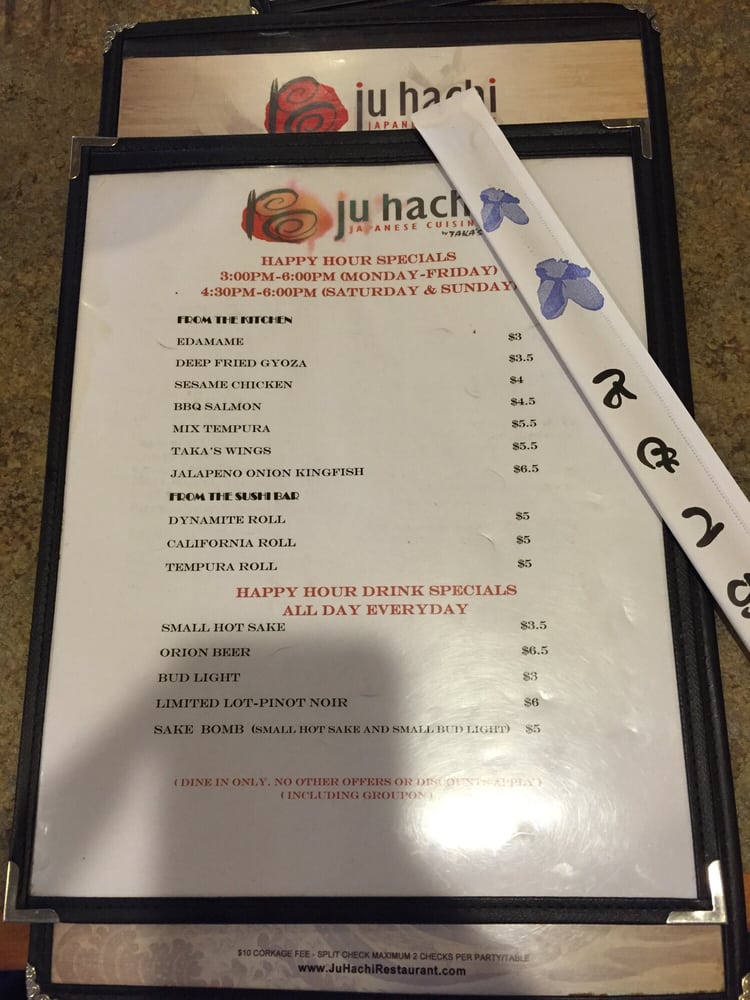 ju hachi
ju hach
JAPANESE CUISIN
by TAKA'S
HAPPY HOUR SPECIALS
3:00PM-6:00PM (MONDAY-FRIDAY)
4:30PM-6:00PM (SATURDAY & SUNDAY)
FROM THE KITCHEN
EDAMAME $3
DEEP FRIED GYOZA $3.5
SESAME CHICKEN $4
BBQ SALMON $4.5
MIX TEMPURA $5.5
TAKA'S WINGS $5.5
JALAPENO ONION KINGFISH $6.5
FROM THE SUSHI BAR
DYNAMITE ROLL $5
CALIFORNIA ROLL $5
TEMPURA ROLL $5
HAPPY HOUR DRINK SPECIALS
ALL DAY EVERYDAY
SMALL HOT SAKE $3.5
ORION BEER $6.5
BUD LIGHT $3
LIMITED LOT-PINOT NOIR $6
SAKE BOMB (SMALL HOT SAKE AND SMALL BUD LIGHT) $5
( DINE IN ONLY. NO OTHER OFFERS OR DISCOUNTS APPLY )
( INCLUDING GROUPON )
$10 CORKAGE FEE - SPLIT CHECK MAXIMUM 2 CHECKS PER PARTY/TABLE
www.JuHachiRestaurant.com